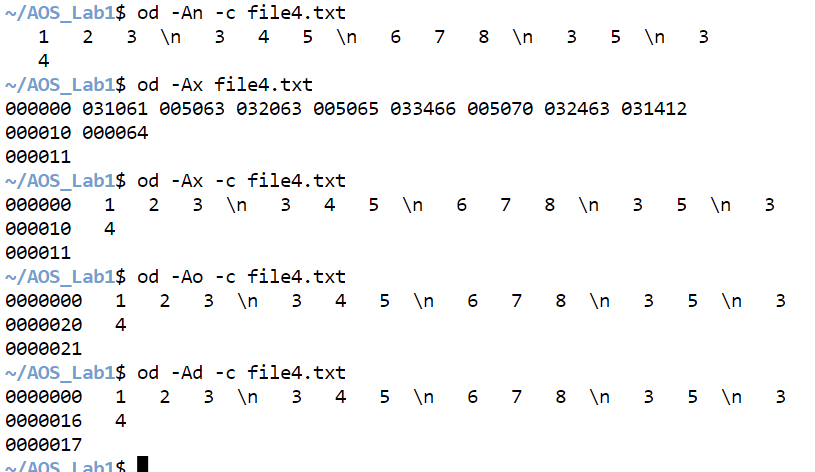 ~/AOS_Lab1$ od -An -c file4.txt
   1   2   3  \n   3   4   5  \n   6   7   8  \n   3   5  \n   3
   4
~/AOS_Lab1$ od -Ax file4.txt
000000 031061 005063 032063 005065 033466 005070 032463 031412
000010 000064
000011
~/AOS_Lab1$ od -Ax -c file4.txt
000000   1   2   3  \n   3   4   5  \n   6   7   8  \n   3   5  \n   3
000010   4
000011
~/AOS_Lab1$ od -Ao -c file4.txt
0000000   1   2   3  \n   3   4   5  \n   6   7   8  \n   3   5  \n   3
0000020   4
0000021
~/AOS_Lab1$ od -Ad -c file4.txt
0000000   1   2   3  \n   3   4   5  \n   6   7   8  \n   3   5  \n   3
0000016   4
0000017
~/AOS_Lab1$